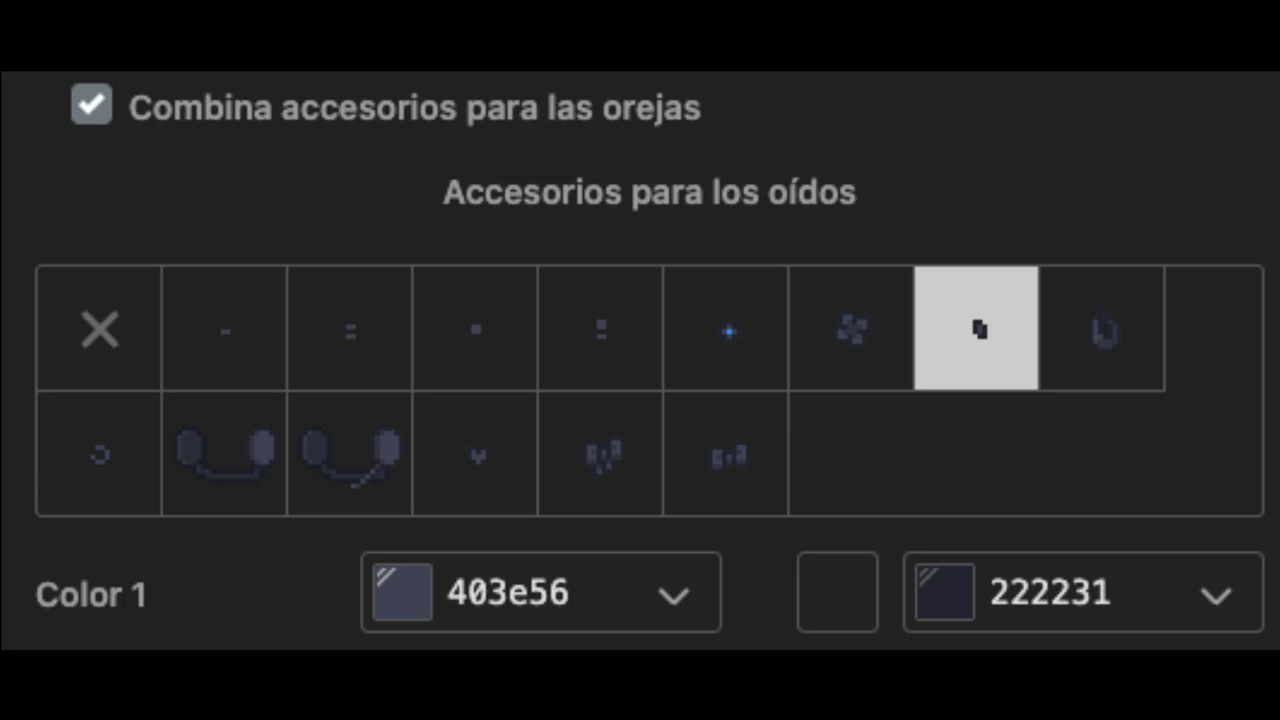 Combina accesorios para las orejas
Accesorios para los oídos
Color 1 403e56 222231